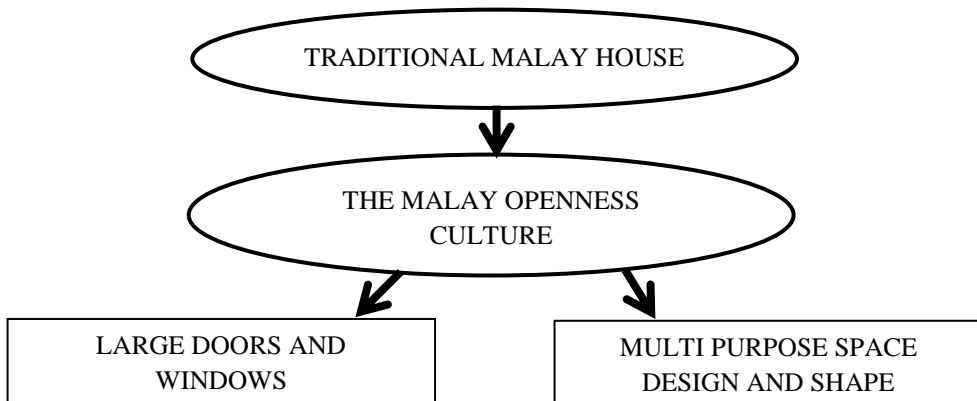 TRADITIONAL MALAY HOUSE
THE MALAY OPENNESS
CULTURE
LARGE DOORS AND
WINDOWS
MULTI PURPOSE SPACE
DESIGN AND SHAPE